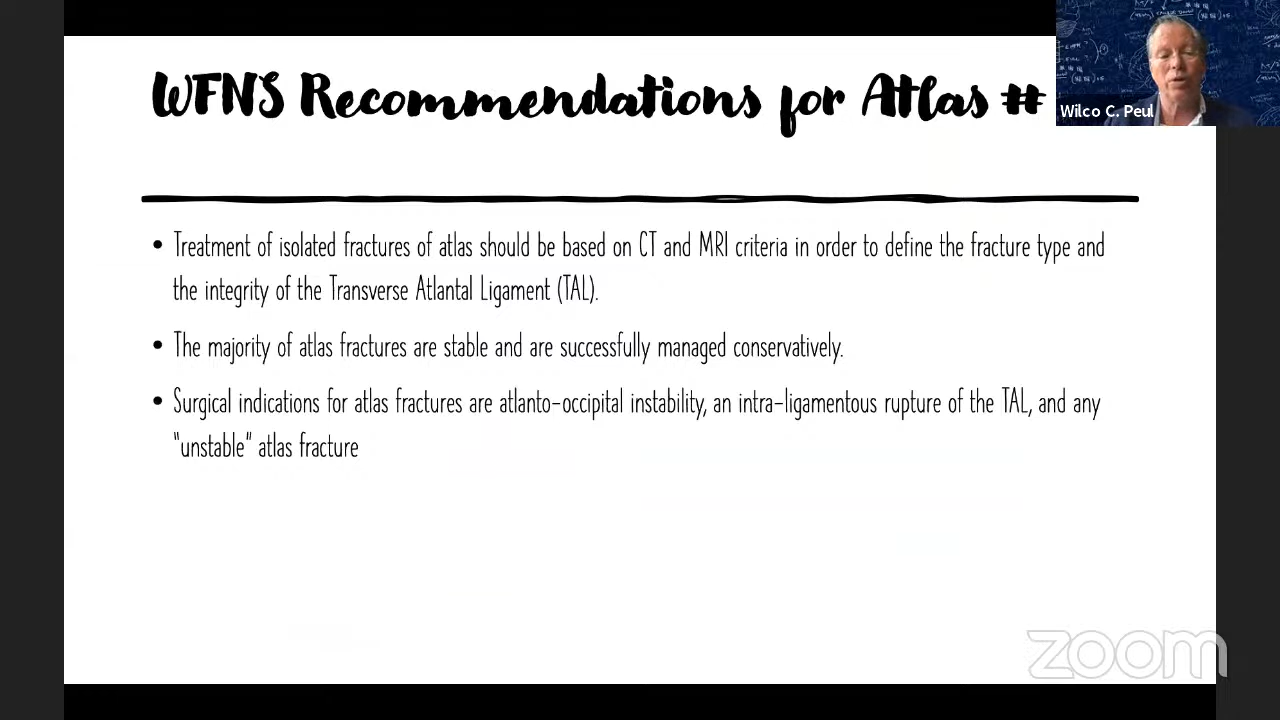 WFNS Recommendations for Atlas #
Wilco C. Peul
• Treatment of isolated fractures of atlas should be based on CT and MRI criteria in order to define the fracture type and
the integrity of the Transverse Atlantal Ligament (TAL).
• The majority of atlas fractures are stable and are successfully managed conservatively.
• Surgical indications for atlas fractures are atlanto-occipital instability, an intra-ligamentous rupture of the TAL, and any
"unstable" atlas fracture
zoom